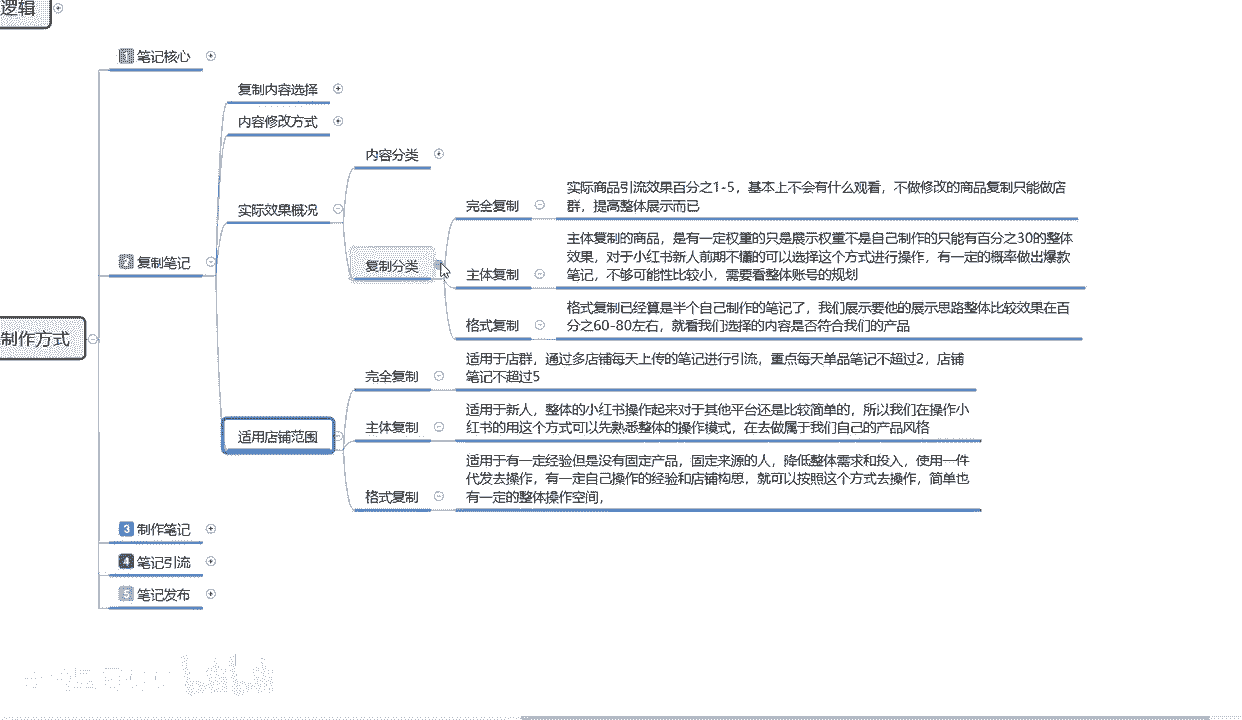 逻辑
1 笔记核心
复制内容选择
内容修改方式
内容分类
实际商品引流效果百分之1-5，基本上不会有什么观看，不做修改的商品复制只能做店
完全复制
群，提高整体展示而已
实际效果概况
主体复制的商品，是有一定权重的只是展示权重不是自己制作的只能有百分之30的整体
效果，对于小红书新人前期不懂的可以选择这个方式进行操作，有一定的概率做出爆款
2 复制笔记
复制分类
主体复制
笔记，不够可能性比较小，需要看整体账号的规划
格式复制已经算是半个自己制作的笔记了，我们展示要他的展示思路整体比较效果在百
格式复制
分之60-80左右，就看我们选择的内容是否符合我们的产品
制作方式
适用于店群，通过多店铺每天上传的笔记进行引流，重点每天单品笔记不超过2，店铺
完全复制
笔记不超过5
适用于新人，整体的小红书操作起来对于其他平台还是比较简单的，所以我们在操作小
主体复制
红书的用这个方式可以先熟悉整体的操作模式，在去做属于我们自己的产品风格
适用店铺范围
适用于有一定经验但是没有固定产品，固定来源的人，降低整体需求和投入，使用一件
代发去操作，有一定自己操作的经验和店铺构思，就可以按照这个方式去操作，简单也
格式复制
有一定的整体操作空间，
3 制作笔记
4 笔记引流
5 笔记发布